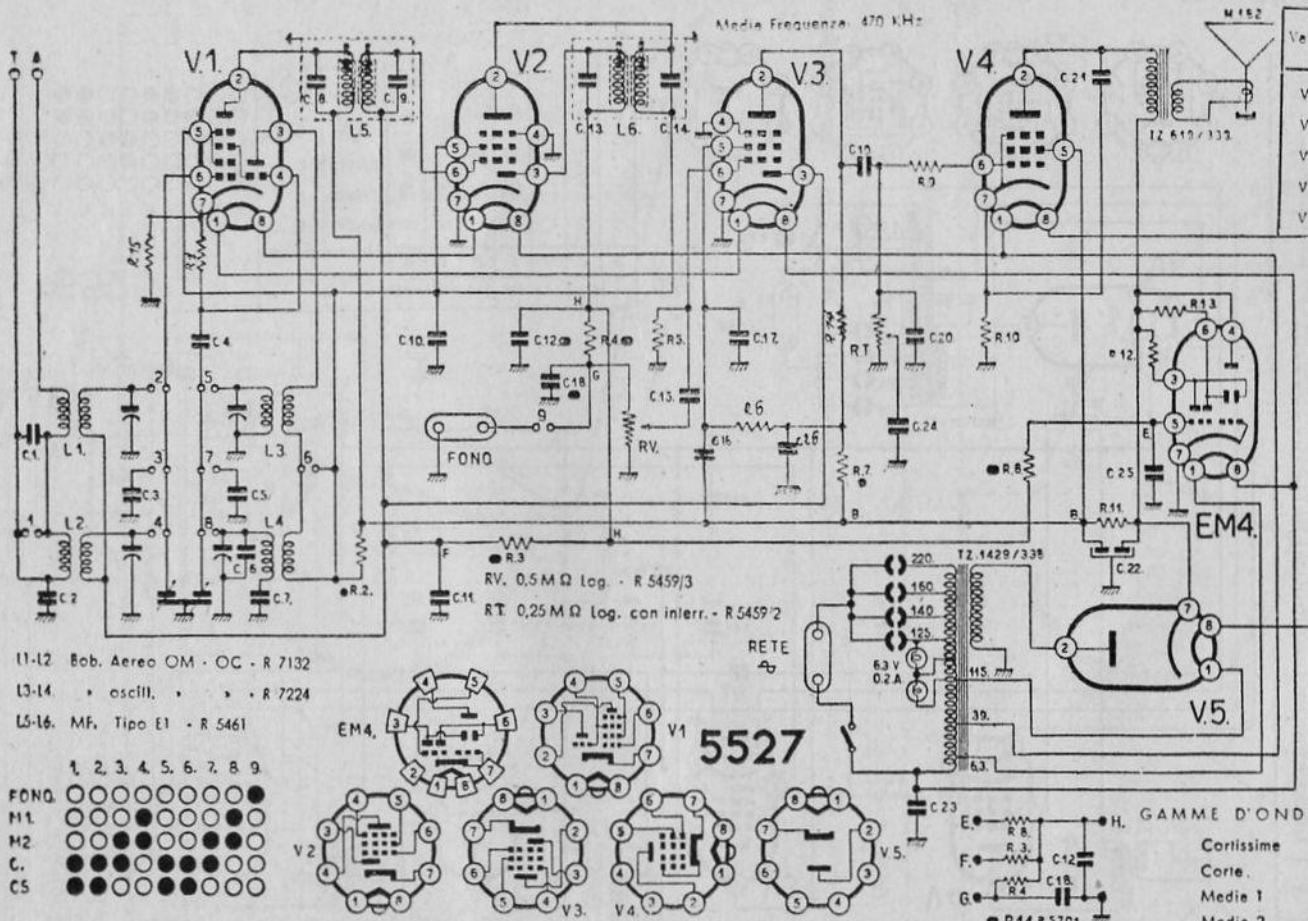 Media Frequenza: 470 KHz
M 152
T A
V.1.
V2.
V.3
V4.
C.8.
C.9.
L5.
C.13.
L6.
C.14.
C.19.
R.9.
C.21.
TZ 619/339.
R.15
C.4.
C.10.
C.12.
R.4
H
G
R.5.
C.17.
R.T.
C.20
R.10
R.13
R.12.
C.18
C.15.
FONO
9
RV.
R.6
C.16.
R.7.
C.24
R.8
E.
C.25
EM4.
C.1.
L1.
L3.
C.3
C.5.
L2
L4
C.2
C.6.
C.7.
R.2.
F
C.11.
R.3
H
B
B.
R.11.
C.22.
RV. 0,5 M Ω Log. - R 5459/3
RT. 0,25 M Ω Log. con interr. - R 5459/2
TZ.1429/338
220.
160
140
125.
RETE
6.3 V
0.2 A
115.
39.
6,3.
V.5.
C.23
L1-L2 Bob. Aereo OM - OC - R 7132
L3-L4. " oscill. " " - R 7224
L5-L6. MF. Tipo E1 - R 5461
1. 2. 3. 4. 5. 6. 7. 8. 9.
FONO.
M1.
M2
C.
CS
EM4.
V1
5527
V2
V3.
V4.
V.5.
E.
R 8.
H.
F.
R.3.
C.12
G.
R4
C.18.
GAMME D'OND
Cortissime
Corte.
Medie 1
Medie 2